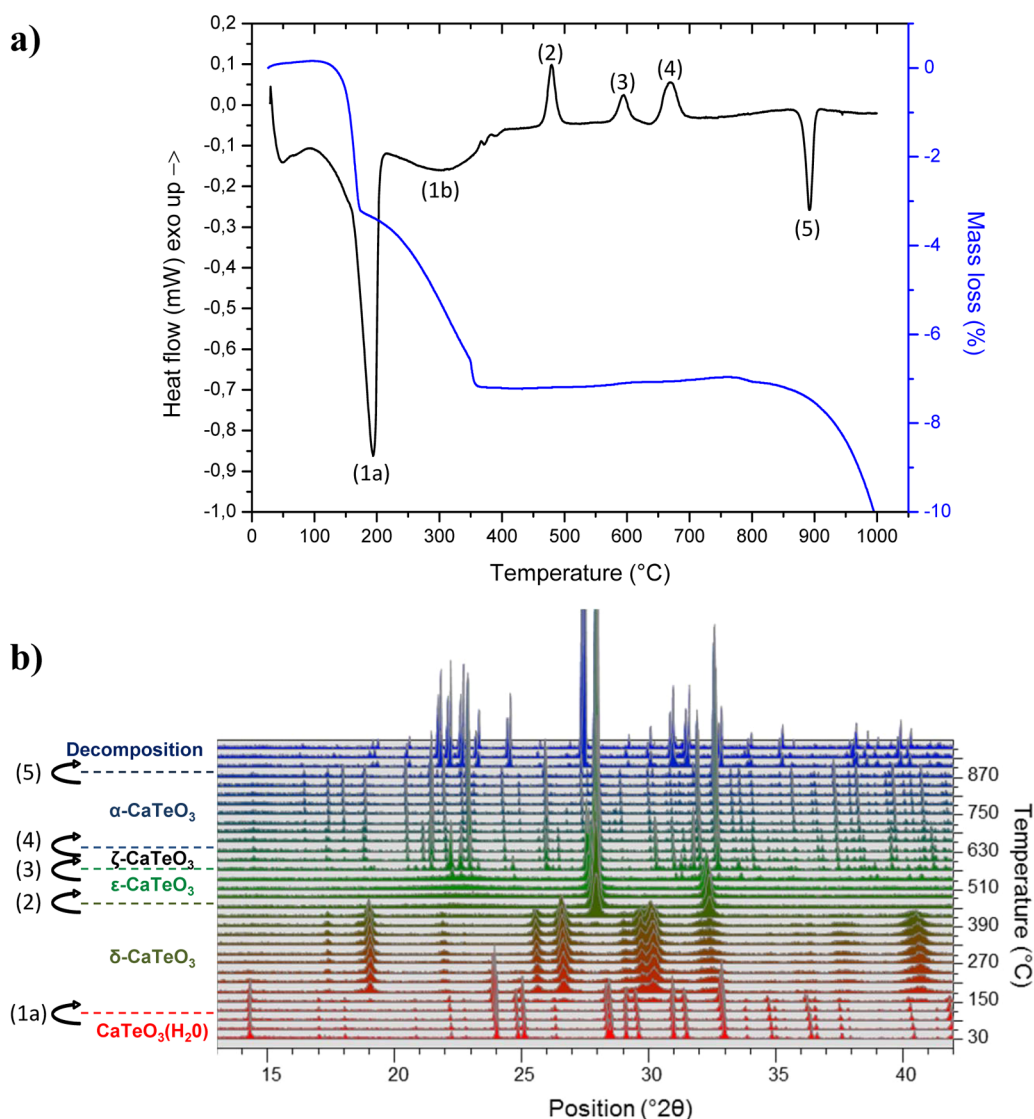 a)
0,2
0,1
0,0
-0,1
-0,2
-0,3
-0,4
-0,5
-0,6
-0,7
-0,8
-0,9
-1,0
Heat flow (mW) exo up -->
(1a)
(1b)
(2)
(3)
(4)
(5)
0
-2
-4
-6
-8
-10
Mass loss (%)
0 100 200 300 400 500 600 700 800 900 1000
Temperature (°C)
b)
Decomposition
(5)
α-CaTeO3
(4)
ζ-CaTeO3
(3)
ε-CaTeO3
(2)
δ-CaTeO3
(1a)
CaTeO3(H20)
870
750
630
510
390
270
150
30
Temperature (°C)
15 20 25 30 35 40
Position (°2θ)